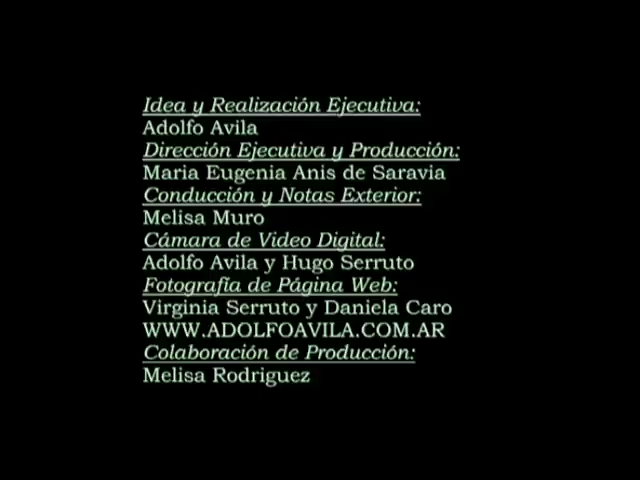 Idea y Realización Ejecutiva:
Adolfo Avila
Dirección Ejecutiva y Producción:
Maria Eugenia Anis de Saravia
Conducción y Notas Exterior:
Melisa Muro
Cámara de Video Digital:
Adolfo Avila y Hugo Serruto
Fotografía de Página Web:
Virginia Serruto y Daniela Caro
WWW.ADOLFOAVILA.COM.AR
Colaboración de Producción:
Melisa Rodriguez